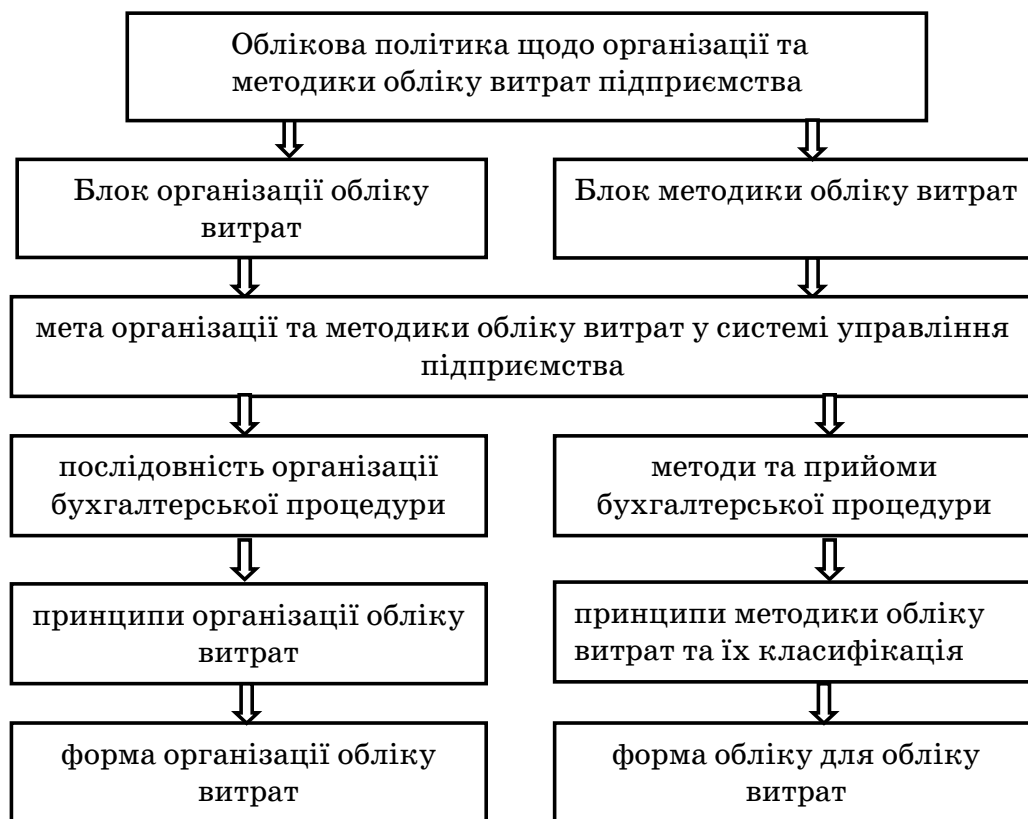 Облікова політика щодо організації та
методики обліку витрат підприємства
Блок організації обліку
витрат
Блок методики обліку витрат
мета організації та методики обліку витрат у системі управління
підприємства
послідовність організації
бухгалтерської процедури
методи та прийоми
бухгалтерської процедури
принципи організації обліку
витрат
принципи методики обліку
витрат та їх класифікація
форма організації обліку
витрат
форма обліку для обліку
витрат